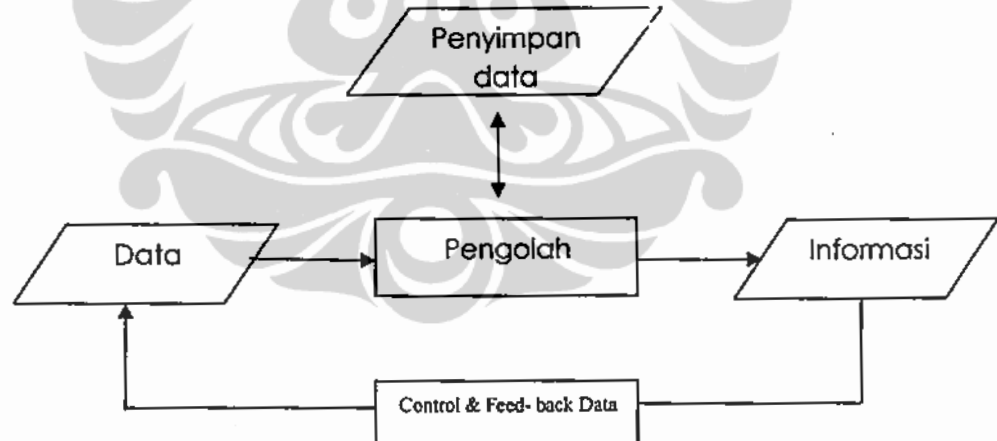 Penyimpan
data
Data
Pengolah
Informasi
Control & Feed- back Data